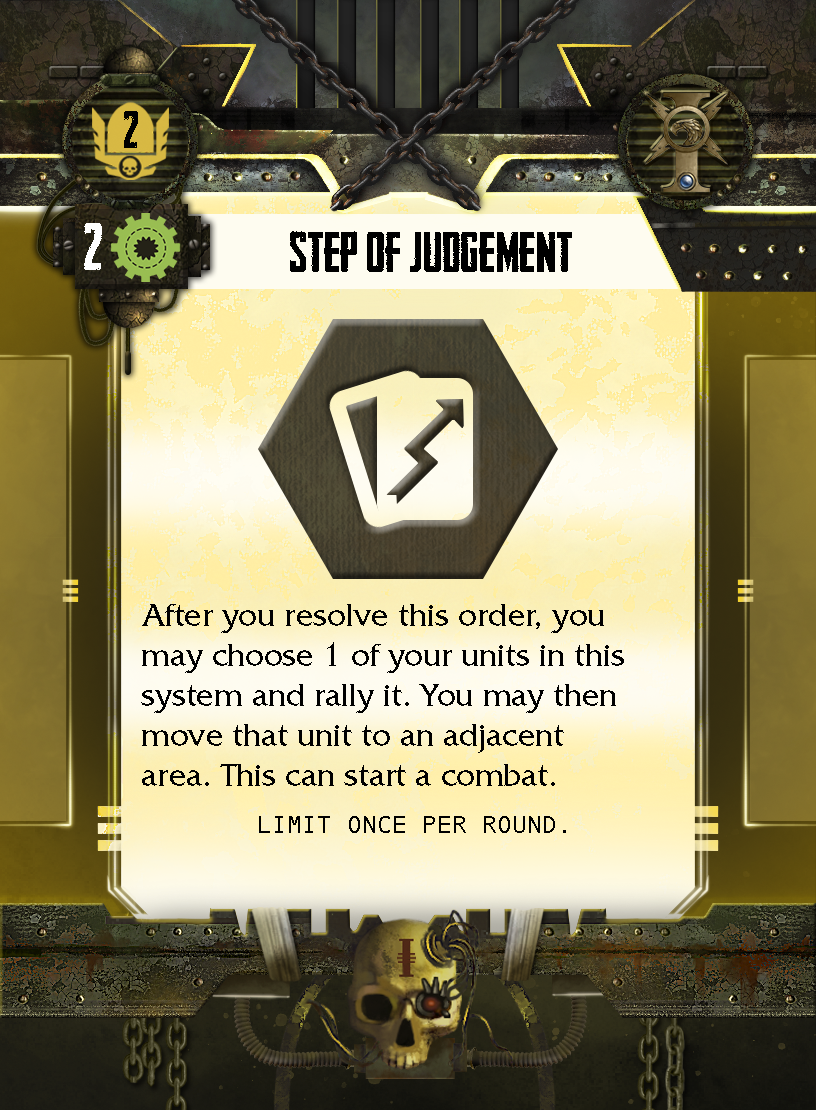 2
2
STEP OF JUDGEMENT
After you resolve this order, you
may choose 1 of your units in this
system and rally it. You may then
move that unit to an adjacent
area. This can start a combat.
LIMIT ONCE PER ROUND.
I